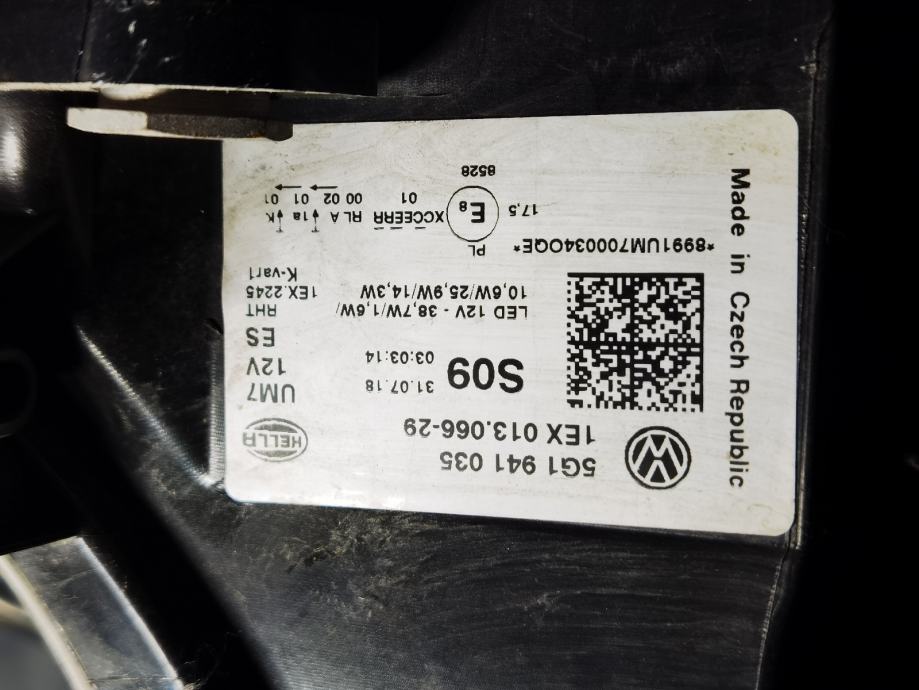 5G1 941 035
1EX 013.066-29
HELLA
S09
31.07.18
03:03:14
UM7
12V
ES
LED 12V - 38,7W/1,6W/
10,6W/25,9W/14,3W
RHT
1EX.2245
K-var1
*8991UM7000034OQE*
PL
17,5
E8
XCCEERR RL A 1a K
01 00 02 01 01
8528
Made in Czech Republic